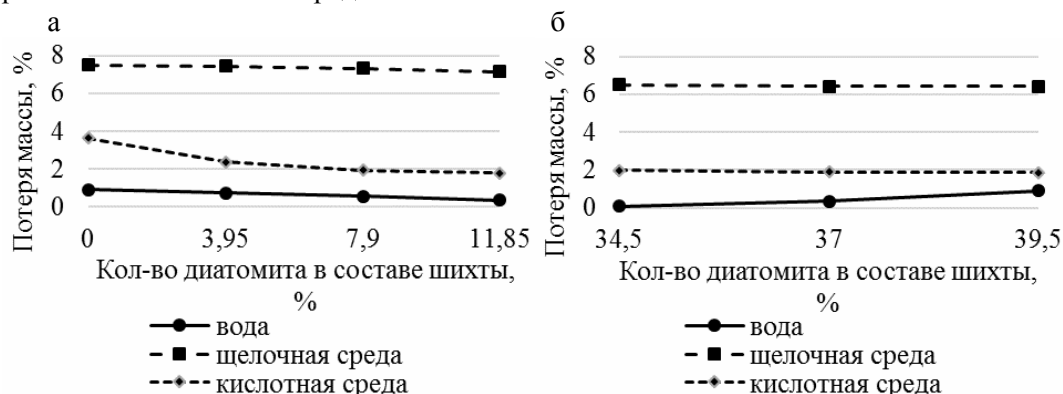 а
Потеря массы, %
8
6
4
2
0
0 3,95 7,9 11,85
Кол-во диатомита в составе шихты,
%
вода
щелочная среда
кислотная среда
б
Потеря массы, %
8
6
4
2
0
34,5 37 39,5
Кол-во диатомита в составе шихты,
%
вода
щелочная среда
кислотная среда